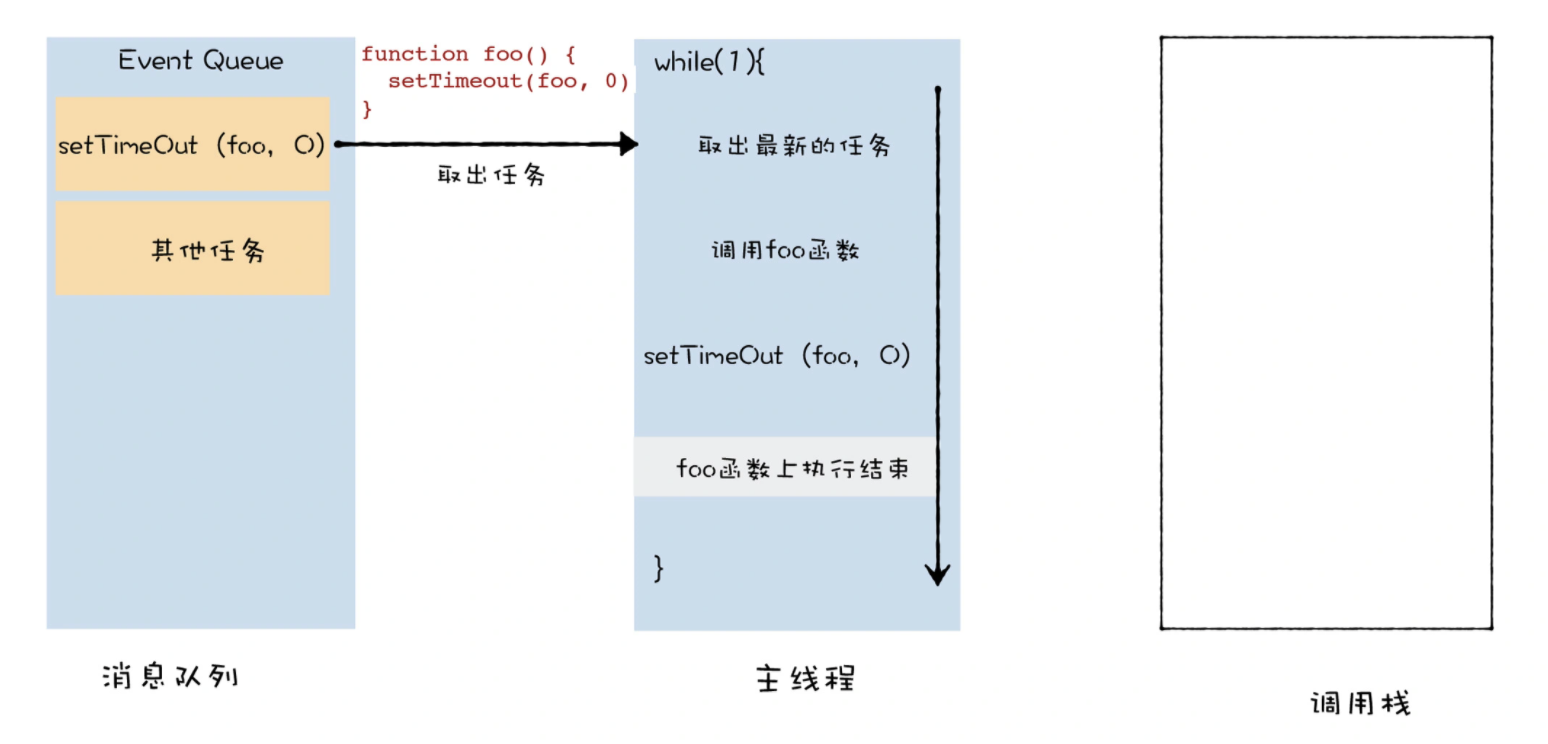 Event Queue
setTimeOut (foo, 0)
其他任务
消息队列
function foo() {
setTimeout(foo, 0)
}
取出任务
while(1){
取出最新的任务
调用foo函数
setTimeOut (foo, 0)
foo函数上执行结束
}
主线程
调用栈